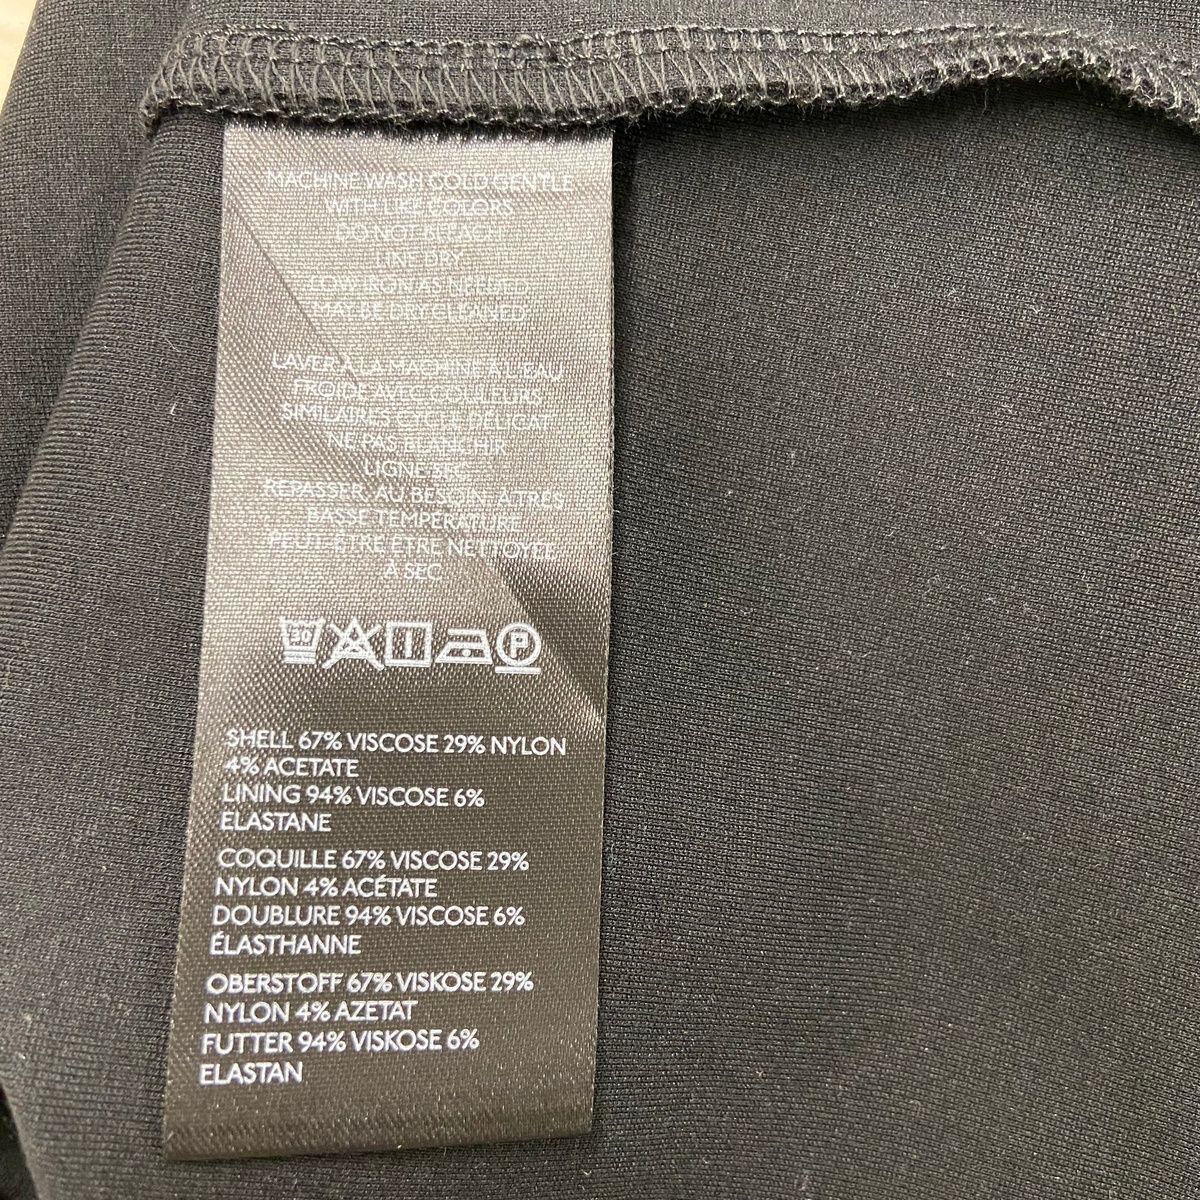 MACHINE WASH COLD GENTLE
WITH LIKE COLORS
DO NOT BLEACH
LINE DRY
LOW IRON AS NEEDED
MAY BE DRY CLEANED
LAVER À LA MACHINE À L'EAU
FROIDE AVEC COULEURS
SIMILAIRES CYCLE DÉLICAT
NE PAS BLANCHIR
LIGNE SEC
REPASSER, AU BESOIN, À TRÈS
BASSE TEMPÉRATURE
PEUT-ÊTRE ETRE NETTOYÉE
À SEC
30 P
SHELL 67% VISCOSE 29% NYLON
4% ACETATE
LINING 94% VISCOSE 6%
ELASTANE
COQUILLE 67% VISCOSE 29%
NYLON 4% ACÉTATE
DOUBLURE 94% VISCOSE 6%
ÉLASTHANNE
OBERSTOFF 67% VISKOSE 29%
NYLON 4% AZETAT
FUTTER 94% VISKOSE 6%
ELASTAN